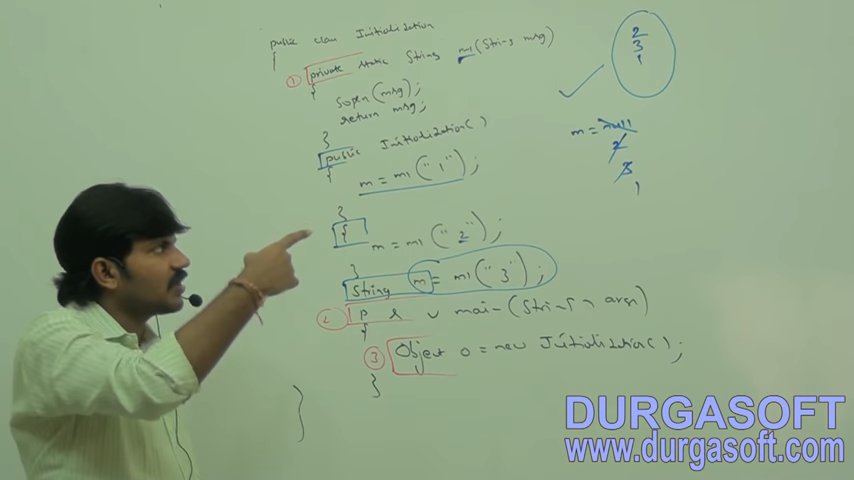 public class Initialization
{
① private static String m1(String msg)
{
Sopln(msg);
return msg;
}
public Initialization()
{
m = m1("1");
}
{
m = m1("2");
}
String m = m1("3");
② p s v main(String[] args)
{
③ Object o = new Initialization();
}
}
2
3
1
m = null
2
3
1
DURGASOFT
www.durgasoft.com